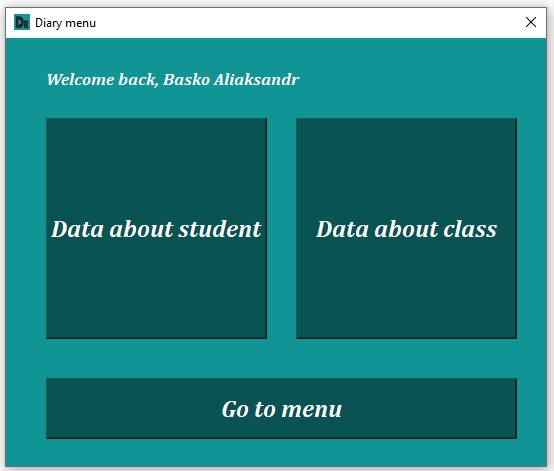 DR Diary menu
Welcome back, Basko Aliaksandr
Data about student
Data about class
Go to menu